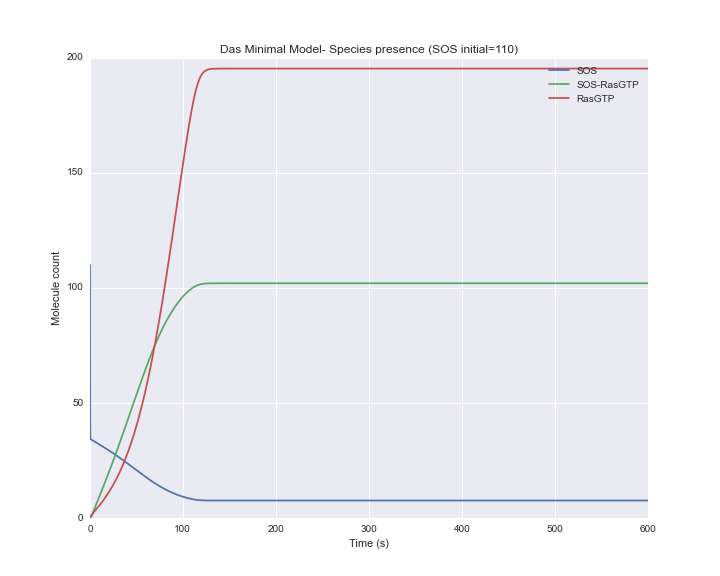 Das Minimal Model- Species presence (SOS initial=110)
200
SOS
SOS-RasGTP
RasGTP
150
100
50
0
Molecule count
0 100 200 300 400 500 600
Time (s)